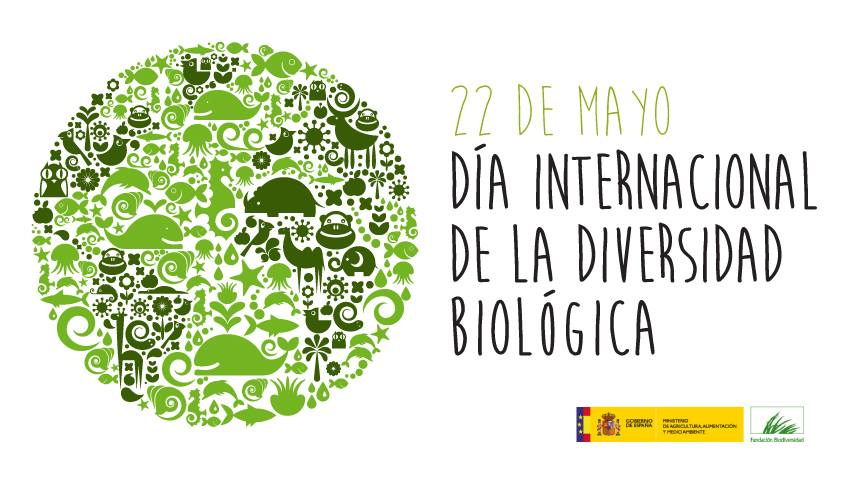 22 DE MAYO
DÍA INTERNACIONAL
DE LA DIVERSIDAD
BIOLÓGICA
GOBIERNO
DE ESPAÑA
MINISTERIO
DE AGRICULTURA, ALIMENTACIÓN
Y MEDIO AMBIENTE
Fundación Biodiversidad